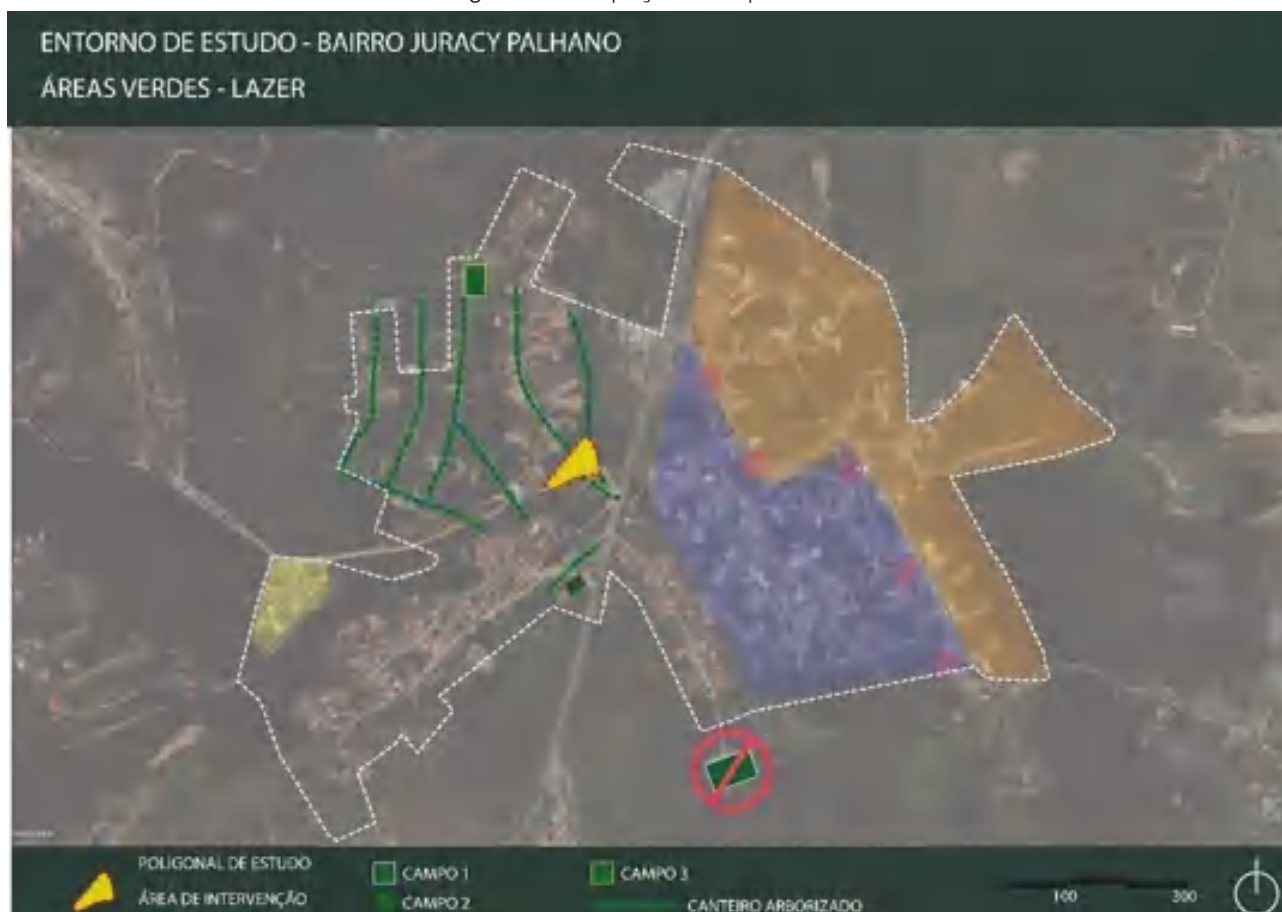 ENTORNO DE ESTUDO - BAIRRO JURACY PALHANO
ÁREAS VERDES - LAZER
POLÍGONAL DE ESTUDO
ÁREA DE INTERVENÇÃO
CAMPO 1
CAMPO 2
CAMPO 3
CANTEIRO ARBORIZADO
100
300